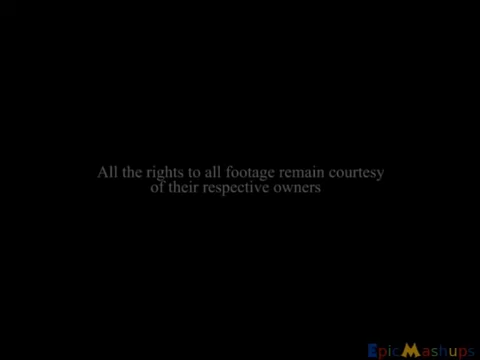 All the rights to all footage remain courtesy
of their respective owners
EpicMashups